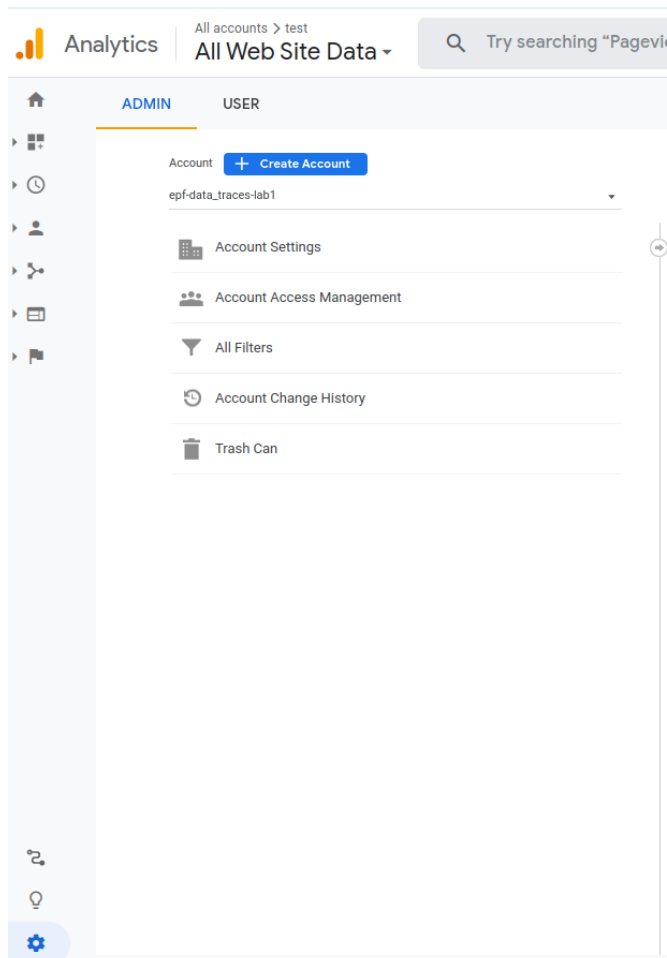 Analytics
All accounts > test
All Web Site Data
Try searching “Pagevie
ADMIN
USER
Account
+ Create Account
epf-data_traces-lab1
Account Settings
Account Access Management
All Filters
Account Change History
Trash Can